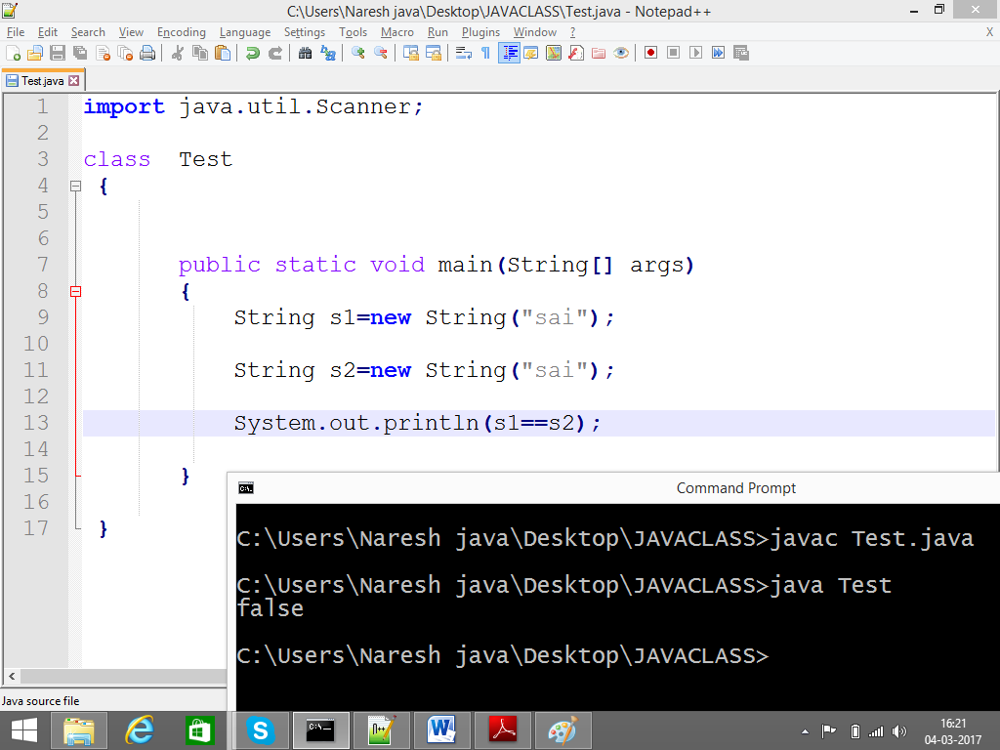 C:\Users\Naresh java\Desktop\JAVACLASS\Test.java - Notepad++
File Edit Search View Encoding Language Settings Tools Macro Run Plugins Window ? X
Test.java
1 import java.util.Scanner;
2
3 class  Test
4 {
5
6
7 public static void main(String[] args)
8 {
9 String s1=new String("sai");
10
11 String s2=new String("sai");
12
13 System.out.println(s1==s2);
14
15 }
16
17 }
Command Prompt
C:\Users\Naresh java\Desktop\JAVACLASS>javac Test.java
C:\Users\Naresh java\Desktop\JAVACLASS>java Test
false
C:\Users\Naresh java\Desktop\JAVACLASS>
Java source file
16:21
04-03-2017